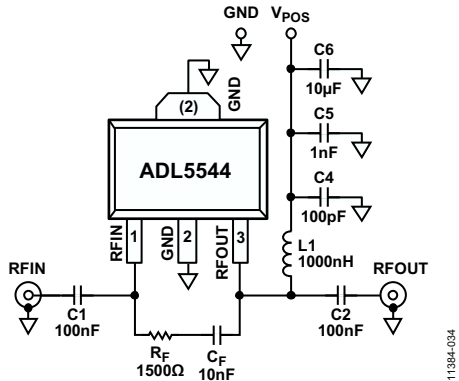 GND
VPOS
C6
10µF
(2)
GND
C5
1nF
ADL5544
C4
100pF
RFIN
1
GND
2
RFOUT
3
L1
1000nH
RFIN
RFOUT
C1
100nF
C2
100nF
RF
1500Ω
CF
10nF
11384-034